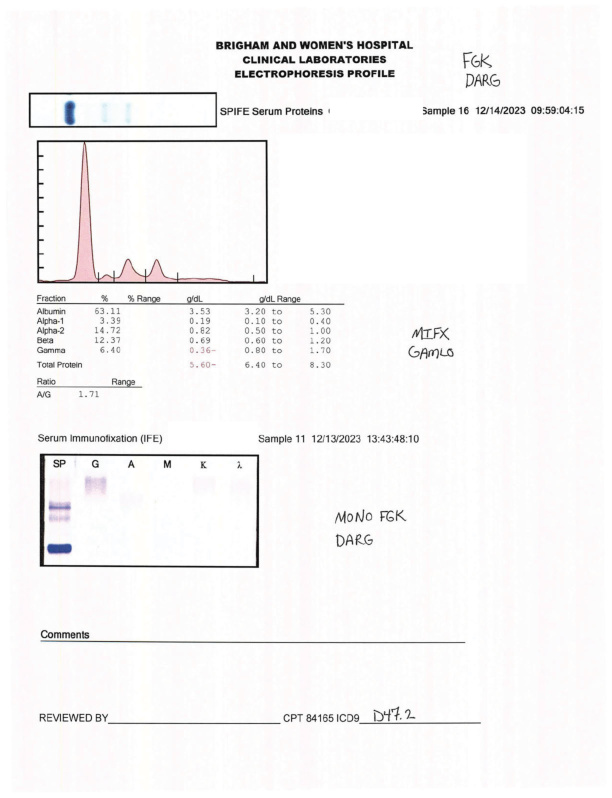 BRIGHAM AND WOMEN'S HOSPITAL
CLINICAL LABORATORIES
ELECTROPHORESIS PROFILE
FGK
DARG
SPIFE Serum Proteins Sample 16 12/14/2023 09:59:04:15
Fraction % % Range g/dL g/dL Range
Albumin 63.11 3.53 3.20 to 5.30
Alpha-1 3.39 0.19 0.10 to 0.40
Alpha-2 14.72 0.82 0.50 to 1.00
Beta 12.37 0.69 0.60 to 1.20
Gamma 6.40 0.36- 0.80 to 1.70
Total Protein 5.60- 6.40 to 8.30
Ratio Range
A/G 1.71
MIFX
GAMLO
Serum Immunofixation (IFE) Sample 11 12/13/2023 13:43:48:10
SP G A M K λ
MONO FGK
DARG
Comments
REVIEWED BY CPT 84165 ICD9 D47.2